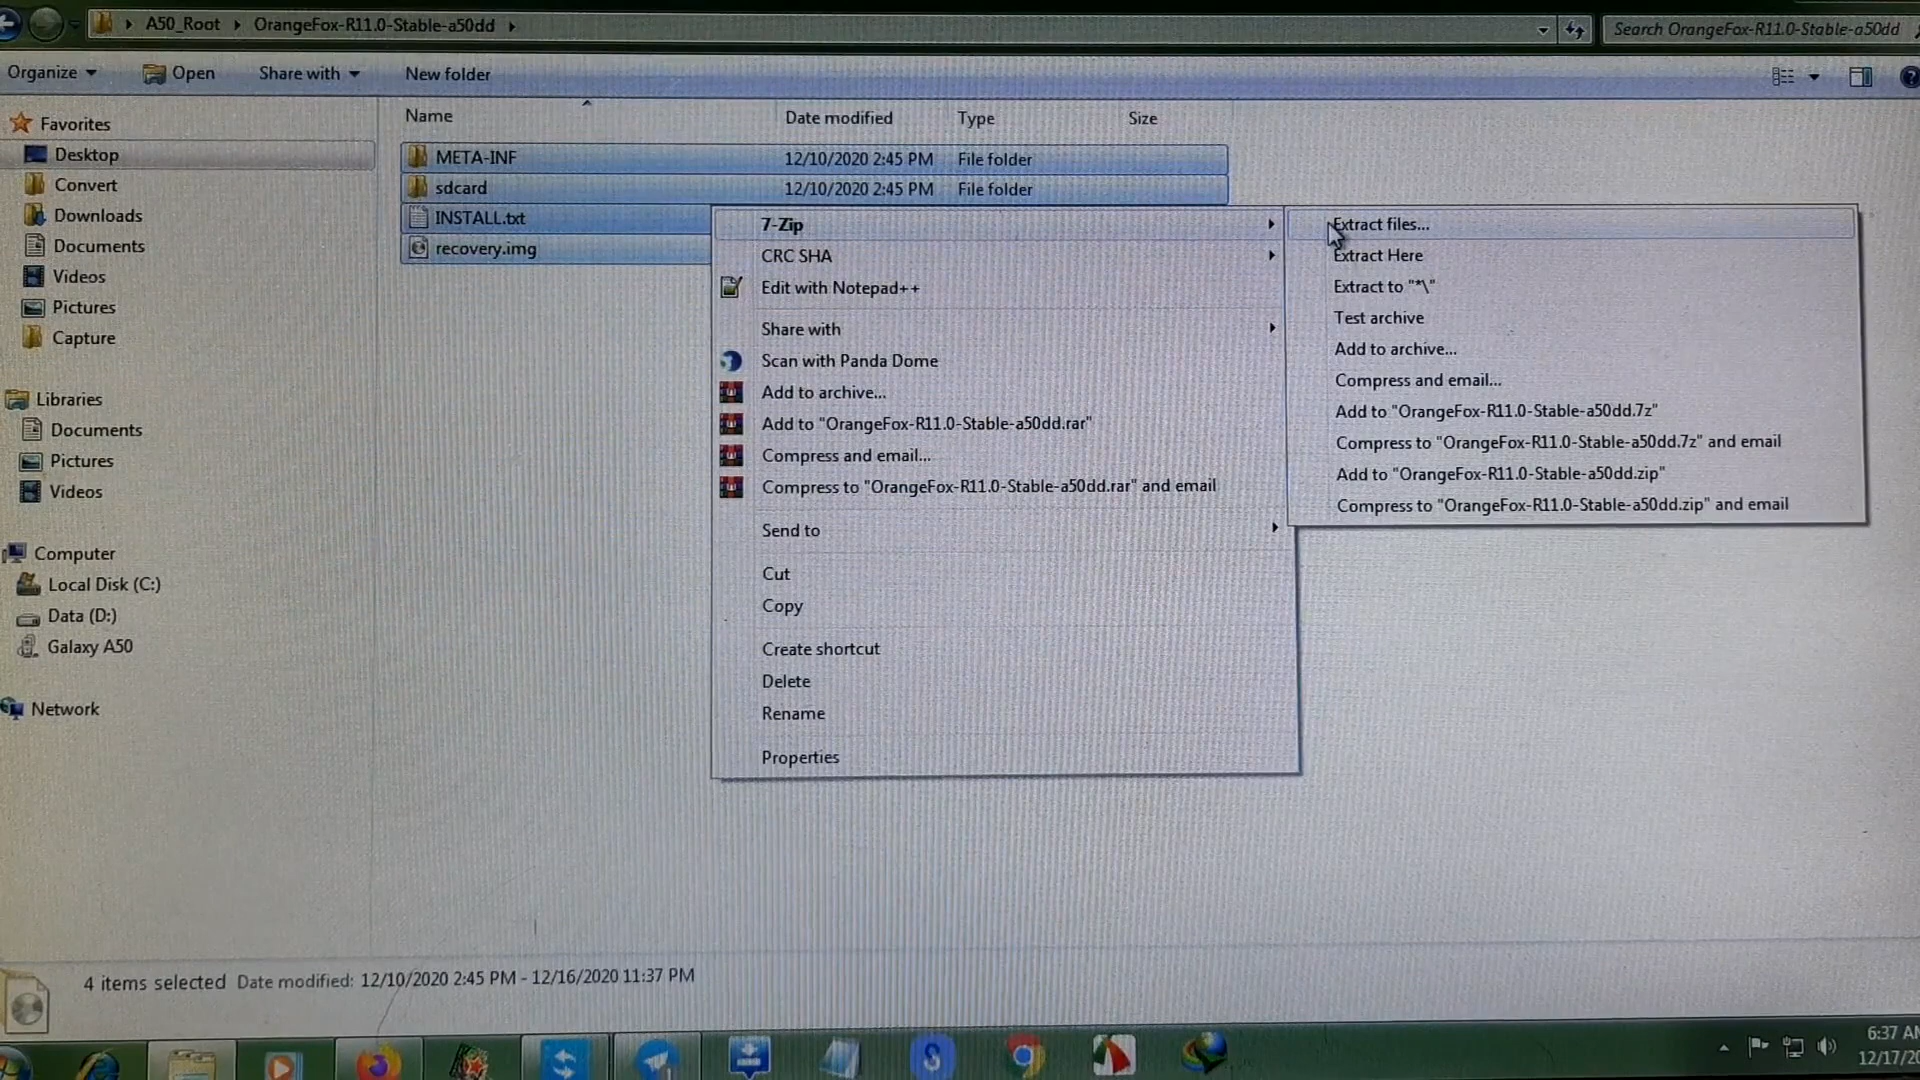 A50_Root OrangeFox-R11.0-Stable-a50dd Search OrangeFox-R11.0-Stable-a50dd
Organize Open Share with New folder
Name Date modified Type Size
Favorites
Desktop
Convert
Downloads
Documents
Videos
Pictures
Capture
Libraries
Documents
Pictures
Videos
Computer
Local Disk (C:)
Data (D:)
Galaxy A50
Network
META-INF 12/10/2020 2:45 PM File folder
sdcard 12/10/2020 2:45 PM File folder
INSTALL.txt
recovery.img
7-Zip
CRC SHA
Edit with Notepad++
Share with
Scan with Panda Dome
Add to archive...
Add to "OrangeFox-R11.0-Stable-a50dd.rar"
Compress and email...
Compress to "OrangeFox-R11.0-Stable-a50dd.rar" and email
Send to
Cut
Copy
Create shortcut
Delete
Rename
Properties
Extract files...
Extract Here
Extract to "*\"
Test archive
Add to archive...
Compress and email...
Add to "OrangeFox-R11.0-Stable-a50dd.7z"
Compress to "OrangeFox-R11.0-Stable-a50dd.7z" and email
Add to "OrangeFox-R11.0-Stable-a50dd.zip"
Compress to "OrangeFox-R11.0-Stable-a50dd.zip" and email
4 items selected Date modified: 12/10/2020 2:45 PM - 12/16/2020 11:37 PM
6:37 AM
12/17/20